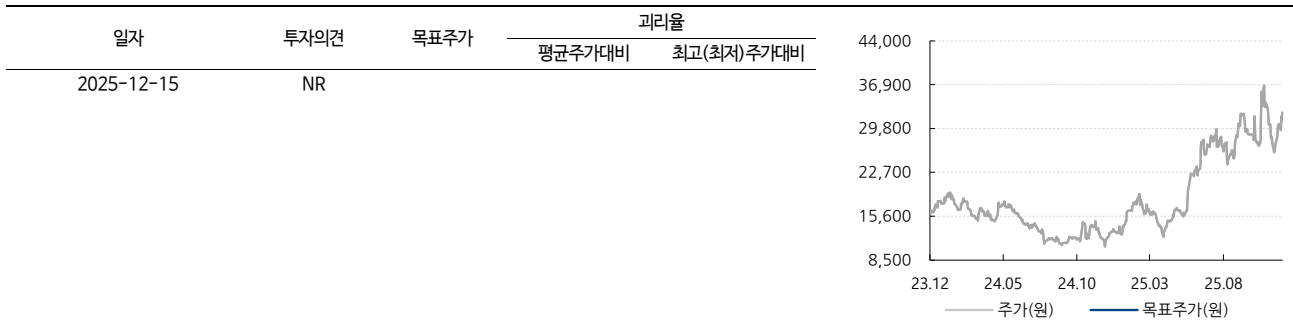 일자 투자의견 목표주가 괴리율
평균주가대비 최고(최저)주가대비
2025-12-15 NR
44,000
36,900
29,800
22,700
15,600
8,500
23.12 24.05 24.10 25.03 25.08
주가(원) 목표주가(원)